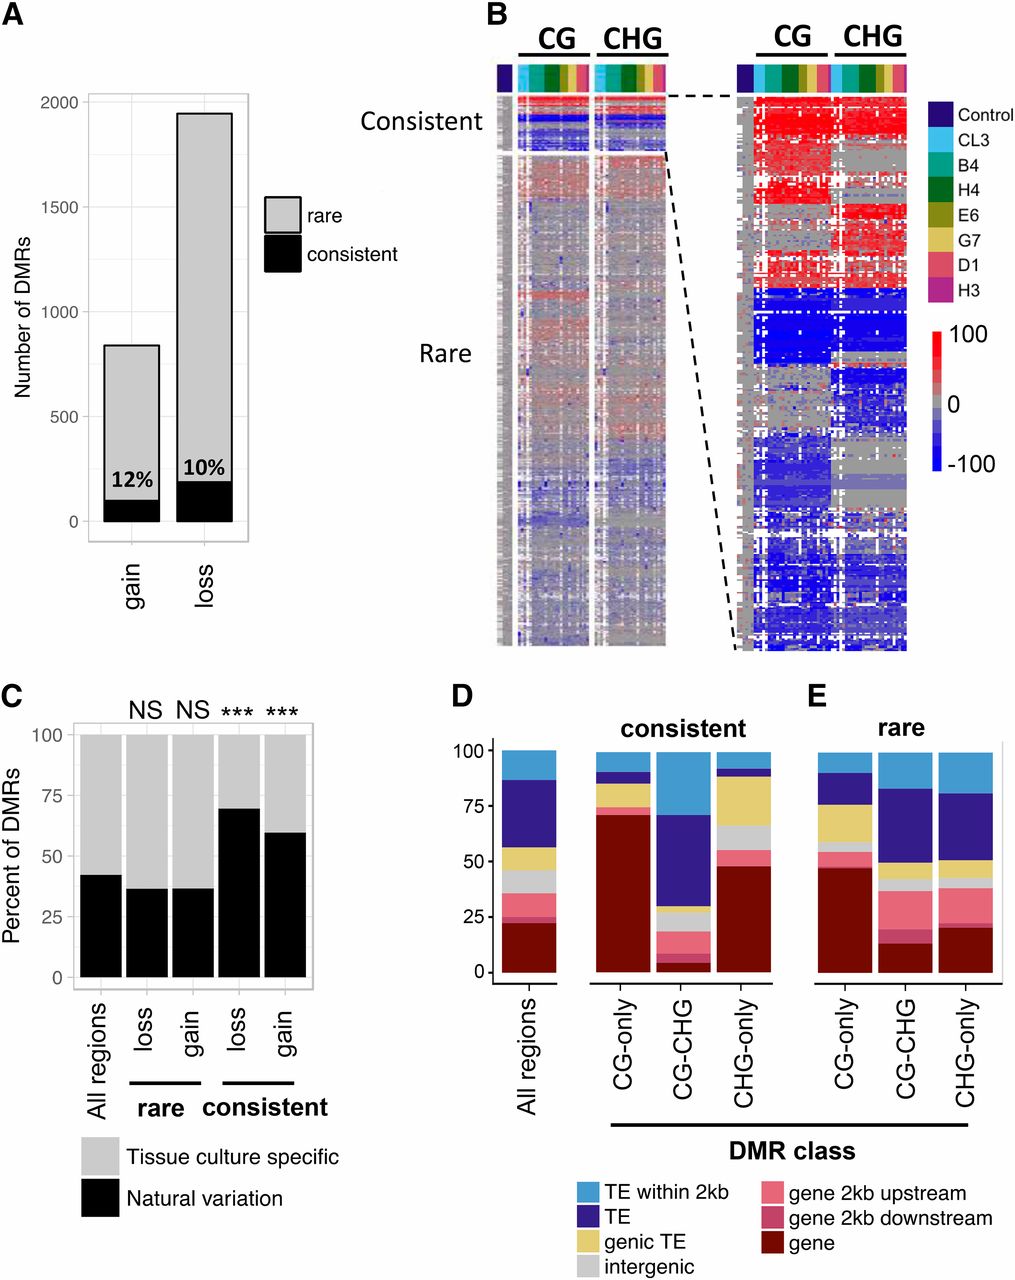 A
2000
1500
1000
500
0
Number of DMRs
12%
10%
gain
loss
rare
consistent
B
CG
CHG
CG
CHG
Consistent
Rare
Control
CL3
B4
H4
E6
G7
D1
H3
100
0
-100
C
NS
NS
***
***
100
75
50
25
0
Percent of DMRs
All regions
loss
gain
loss
gain
rare
consistent
Tissue culture specific
Natural variation
D
consistent
100
75
50
25
0
All regions
CG-only
CG-CHG
CHG-only
E
rare
CG-only
CG-CHG
CHG-only
DMR class
TE within 2kb
TE
genic TE
intergenic
gene 2kb upstream
gene 2kb downstream
gene